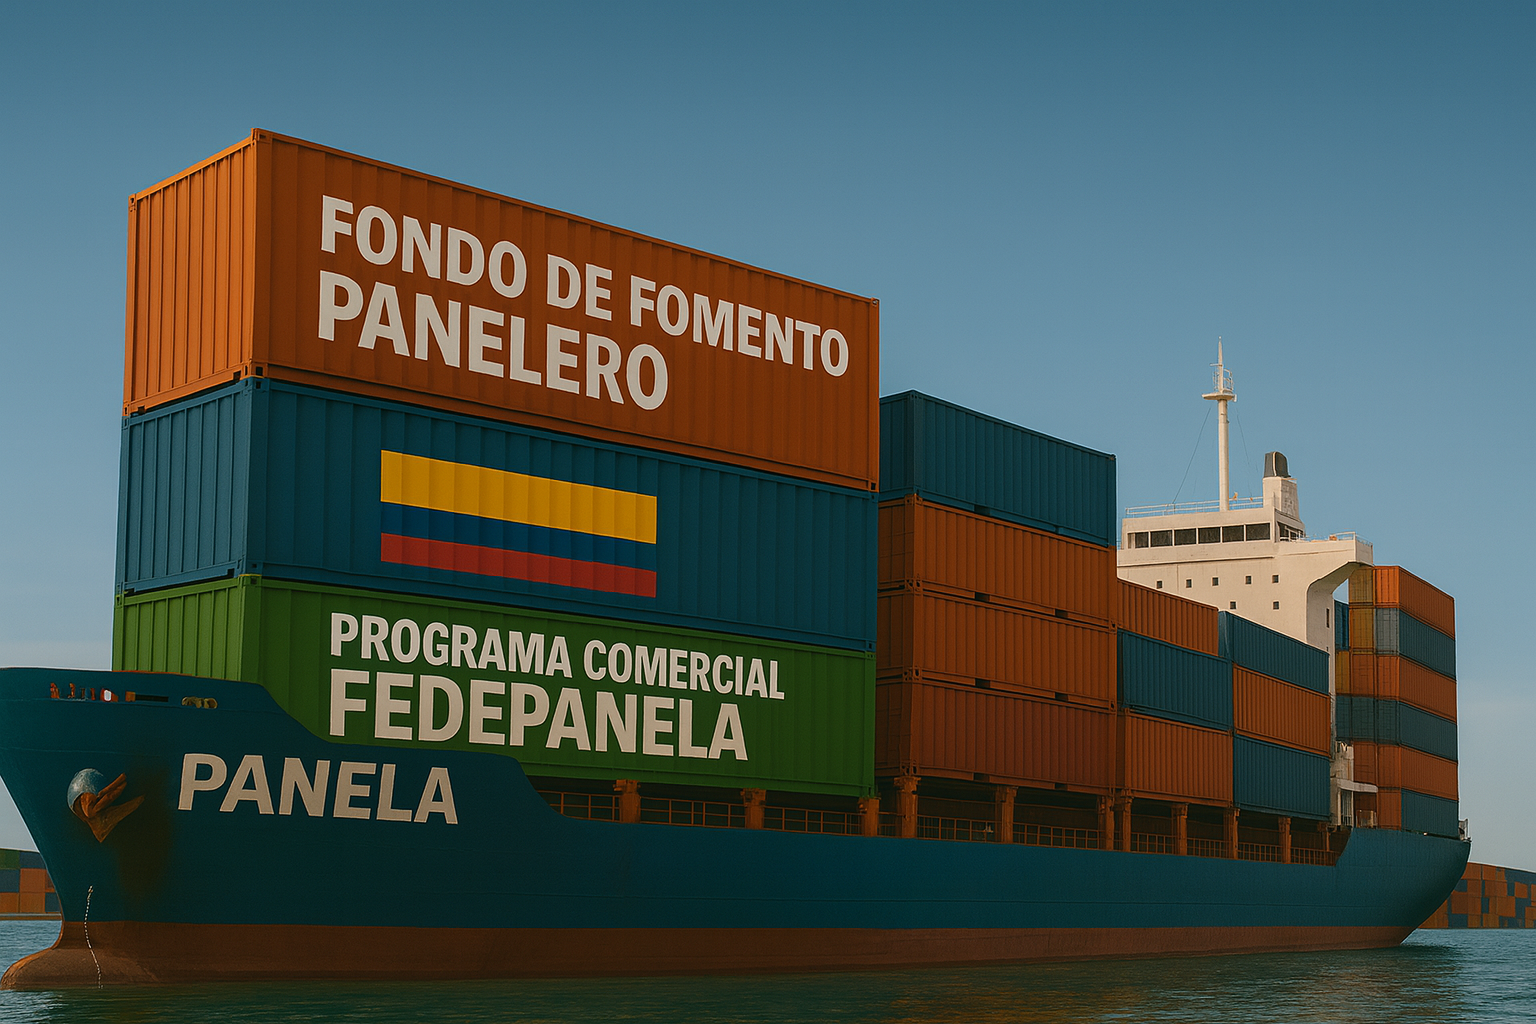 FONDO DE FOMENTO
PANELERO
PROGRAMA COMERCIAL
FEDEPANELA
PANELA